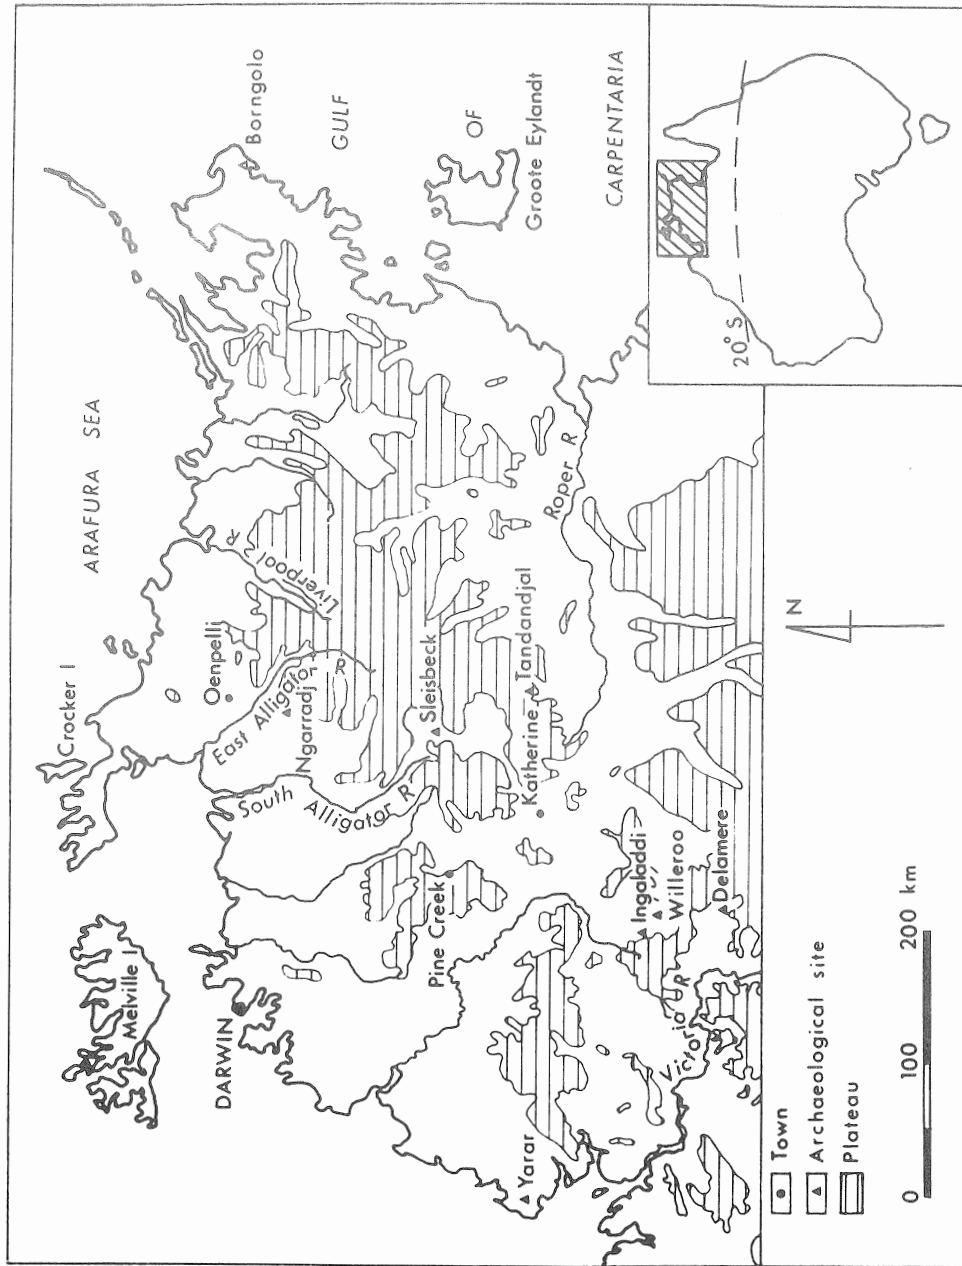 ARAFURA SEA
Crocker I
Melville I
DARWIN
Oenpelli
Liverpool R
East Alligator R
Ngarradj
South Alligator R
Borngolo
GULF
OF
CARPENTARIA
Groote Eylandt
Pine Creek
Sleisbeck
Katherine
Tandandjal
Roper R
Yarar
Ingaladdi
Willeroo
Delamere
Victoria R
N
20°S
Town
Archaeological site
Plateau
0 100 200 km